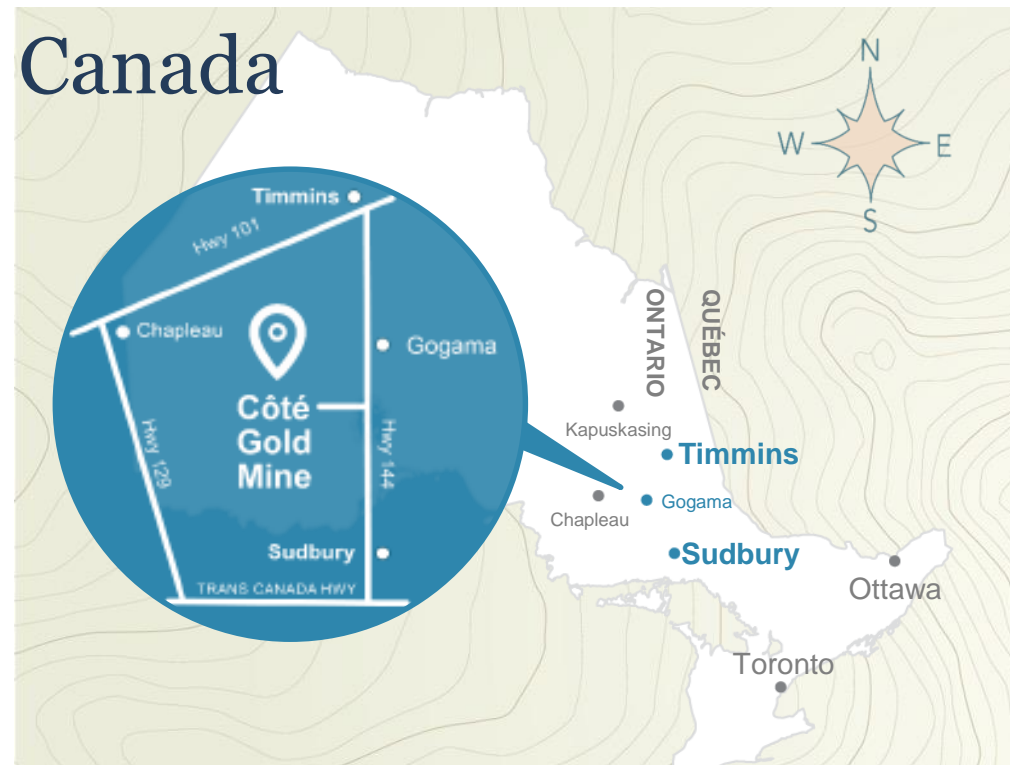 Canada
N
W
E
S
Timmins
Hwy 101
Chapleau
Gogama
Côté
Gold
Mine
Hwy 129
Hwy 144
Sudbury
TRANS CANADA HWY
ONTARIO
QUÉBEC
Kapuskasing
Timmins
Chapleau
Gogama
Sudbury
Ottawa
Toronto